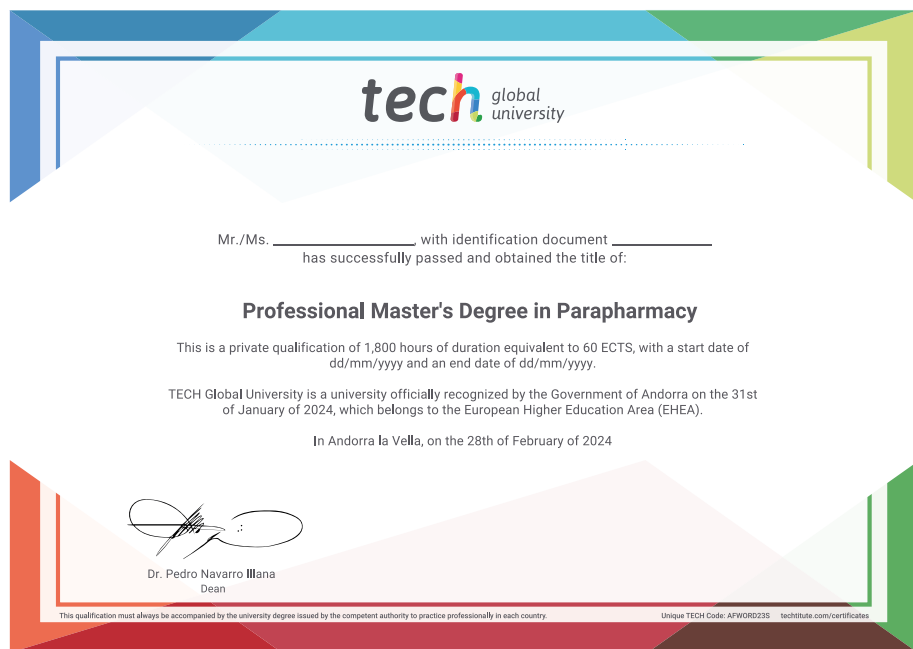 tech global university
Mr./Ms. ____________, with identification document ____________
has successfully passed and obtained the title of:
Professional Master's Degree in Parapharmacy
This is a private qualification of 1,800 hours of duration equivalent to 60 ECTS, with a start date of
dd/mm/yyyy and an end date of dd/mm/yyyy.
TECH Global University is a university officially recognized by the Government of Andorra on the 31st
of January of 2024, which belongs to the European Higher Education Area (EHEA).
In Andorra la Vella, on the 28th of February of 2024
Dr. Pedro Navarro Illana
Dean
This qualification must always be accompanied by the university degree issued by the competent authority to practice professionally in each country.
Unique TECH Code: AFWORD23S techtitute.com/certificates